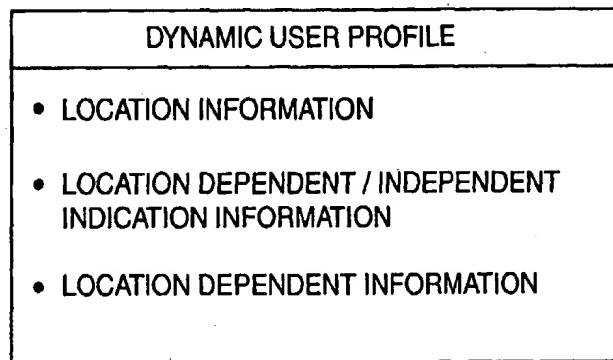 DYNAMIC USER PROFILE
• LOCATION INFORMATION
• LOCATION DEPENDENT / INDEPENDENT
INDICATION INFORMATION
• LOCATION DEPENDENT INFORMATION